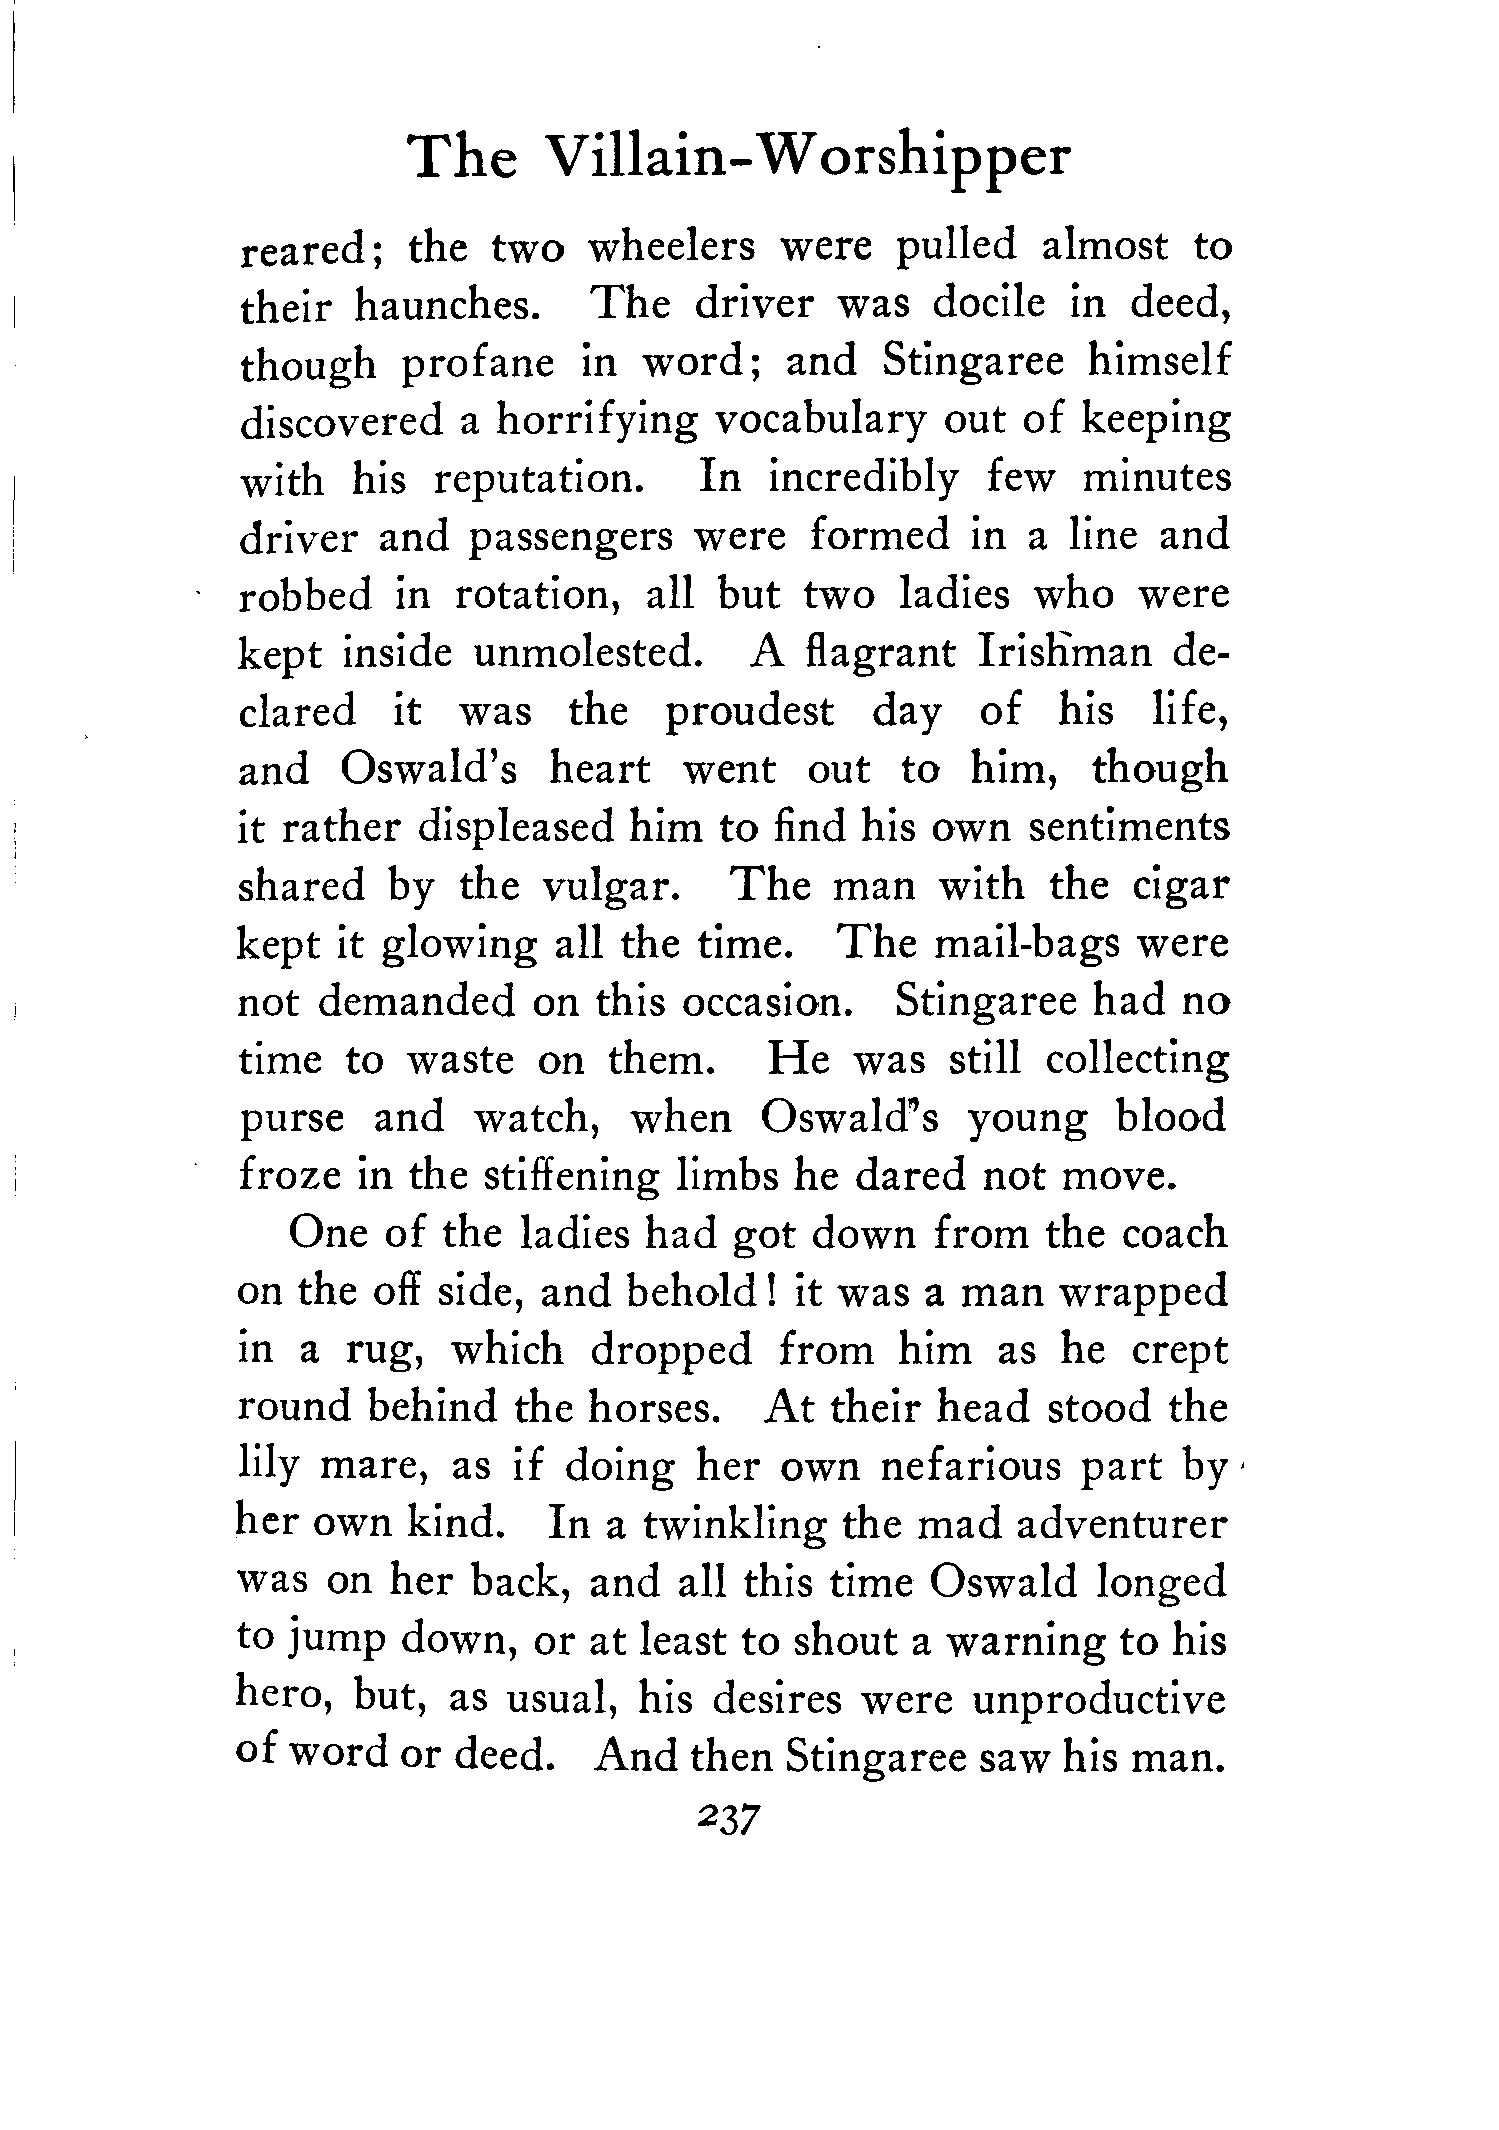 The Villain-Worshipper
reared; the two wheelers were pulled almost to
their haunches. The driver was docile in deed,
though profane in word; and Stingaree himself
discovered a horrifying vocabulary out of keeping
with his reputation. In incredibly few minutes
driver and passengers were formed in a line and
robbed in rotation, all but two ladies who were
kept inside unmolested. A flagrant Irishman de-
clared it was the proudest day of his life,
and Oswald's heart went out to him, though
it rather displeased him to find his own sentiments
shared by the vulgar. The man with the cigar
kept it glowing all the time. The mail-bags were
not demanded on this occasion. Stingaree had no
time to waste on them. He was still collecting
purse and watch, when Oswald's young blood
froze in the stiffening limbs he dared not move.
One of the ladies had got down from the coach
on the off side, and behold! it was a man wrapped
in a rug, which dropped from him as he crept
round behind the horses. At their head stood the
lily mare, as if doing her own nefarious part by
her own kind. In a twinkling the mad adventurer
was on her back, and all this time Oswald longed
to jump down, or at least to shout a warning to his
hero, but, as usual, his desires were unproductive
of word or deed. And then Stingaree saw his man.
237